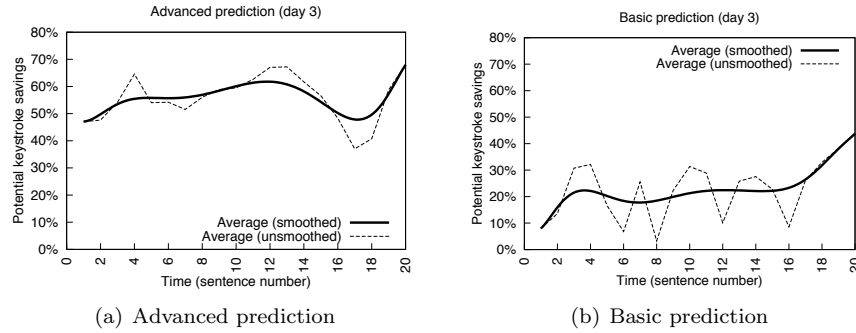 Advanced prediction (day 3)
80%
70%
60%
50%
40%
30%
20%
10%
0%
Potential keystroke savings
Average (smoothed)
Average (unsmoothed)
0 2 4 6 8 10 12 14 16 18 20
Time (sentence number)
(a) Advanced prediction
Basic prediction (day 3)
80%
70%
60%
50%
40%
30%
20%
10%
0%
Potential keystroke savings
Average (smoothed)
Average (unsmoothed)
0 2 4 6 8 10 12 14 16 18 20
Time (sentence number)
(b) Basic prediction